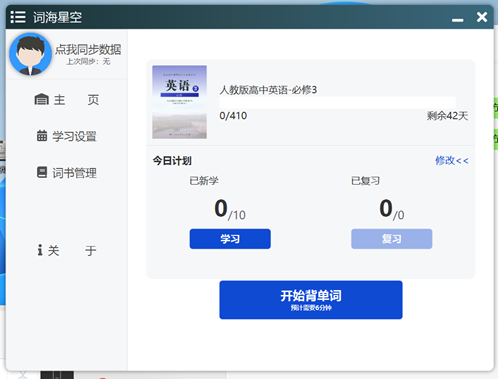 词海星空
点我同步数据
上次同步：无
主 页
学习设置
词书管理
关 于
英语
必修
3
人教版高中英语-必修3
0/410
剩余42天
今日计划
修改<<
已新学
已复习
0/10
0/0
学习
复习
开始背单词
预计需要6分钟